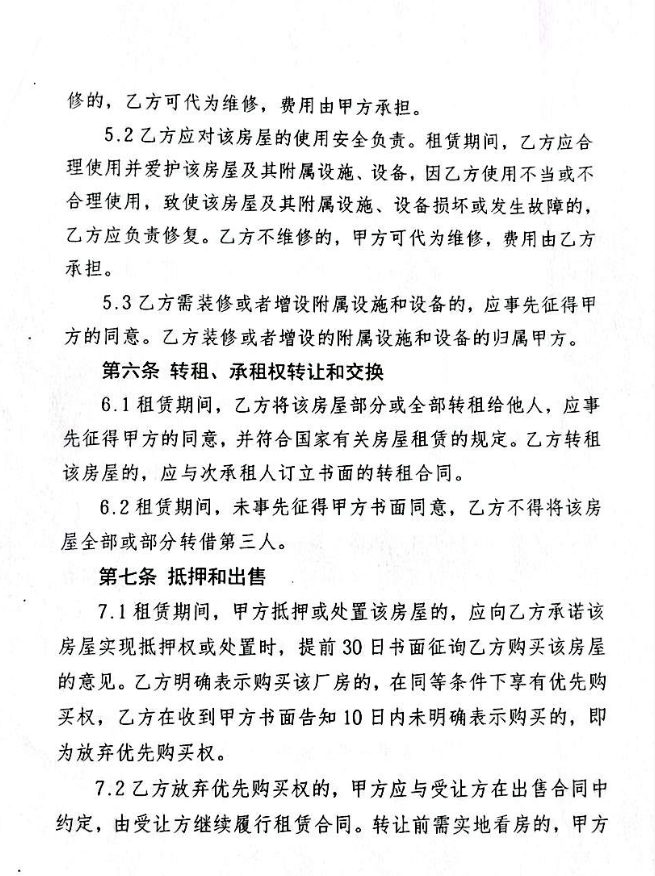 修的，乙方可代为维修，费用由甲方承担。
5.2 乙方应对该房屋的使用安全负责。租赁期间，乙方应合
理使用并爱护该房屋及其附属设施、设备，因乙方使用不当或不
合理使用，致使该房屋及其附属设施、设备损坏或发生故障的，
乙方应负责修复。乙方不维修的，甲方可代为维修，费用由乙方
承担。
5.3 乙方需装修或者增设附属设施和设备的，应事先征得甲
方的同意。乙方装修或者增设的附属设施和设备的归属甲方。
第六条 转租、承租权转让和交换
6.1 租赁期间，乙方将该房屋部分或全部转租给他人，应事
先征得甲方的同意，并符合国家有关房屋租赁的规定。乙方转租
该房屋的，应与次承租人订立书面的转租合同。
6.2 租赁期间，未事先征得甲方书面同意，乙方不得将该房
屋全部或部分转借第三人。
第七条 抵押和出售
7.1 租赁期间，甲方抵押或处置该房屋的，应向乙方承诺该
房屋实现抵押权或处置时，提前 30 日书面征询乙方购买该房屋
的意见。乙方明确表示购买该厂房的，在同等条件下享有优先购
买权，乙方在收到甲方书面告知 10 日内未明确表示购买的，即
为放弃优先购买权。
7.2 乙方放弃优先购买权的，甲方应与受让方在出售合同中
约定，由受让方继续履行租赁合同。转让前需实地看房的，甲方